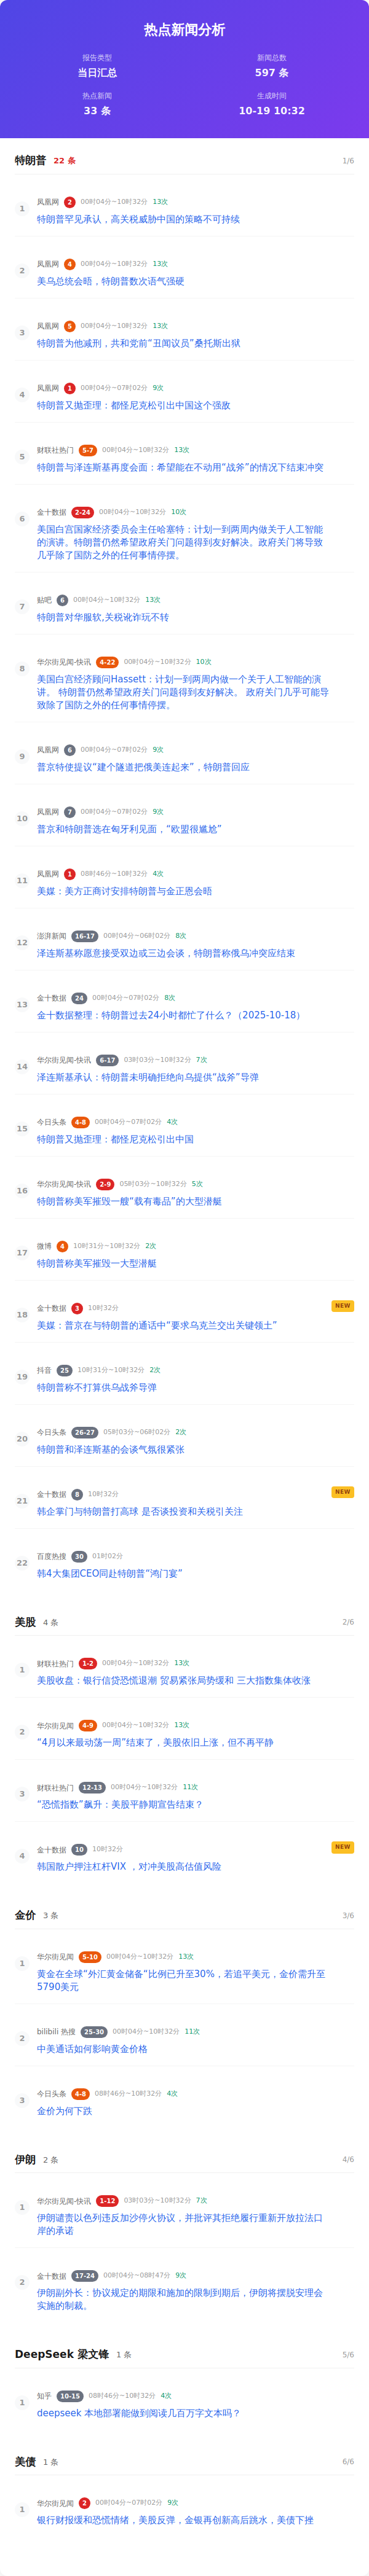 热点新闻分析
报告类型
当日汇总
新闻总数
597 条
热点新闻
33 条
生成时间
10-19 10:32
特朗普 22 条 1/6
1
凤凰网 2 00时04分~10时32分 13次
特朗普罕见承认，高关税威胁中国的策略不可持续
2
凤凰网 4 00时04分~10时32分 13次
美乌总统会晤，特朗普数次语气强硬
3
凤凰网 5 00时04分~10时32分 13次
特朗普为他减刑，共和党前“丑闻议员”桑托斯出狱
4
凤凰网 1 00时04分~07时02分 9次
特朗普又抛歪理：都怪尼克松引出中国这个强敌
5
财联社热门 5-7 00时04分~10时32分 13次
特朗普与泽连斯基再度会面：希望能在不动用“战斧”的情况下结束冲突
6
金十数据 2-24 00时04分~10时32分 10次
美国白宫国家经济委员会主任哈塞特：计划一到两周内做关于人工智能
的演讲。特朗普仍然希望政府关门问题得到友好解决。政府关门将导致
几乎除了国防之外的任何事情停摆。
7
贴吧 6 00时04分~10时32分 13次
特朗普对华服软,关税讹诈玩不转
8
华尔街见闻-快讯 4-22 00时04分~10时32分 10次
美国白宫经济顾问Hassett：计划一到两周内做一个关于人工智能的演
讲。 特朗普仍然希望政府关门问题得到友好解决。 政府关门几乎可能导
致除了国防之外的任何事情停摆。
9
凤凰网 6 00时04分~07时02分 9次
普京特使提议“建个隧道把俄美连起来”，特朗普回应
10
凤凰网 7 00时04分~07时02分 9次
普京和特朗普选在匈牙利见面，“欧盟很尴尬”
11
凤凰网 1 08时46分~10时32分 4次
美媒：美方正商讨安排特朗普与金正恩会晤
12
澎湃新闻 16-17 00时04分~06时02分 8次
泽连斯基称愿意接受双边或三边会谈，特朗普称俄乌冲突应结束
13
金十数据 24 00时04分~07时02分 8次
金十数据整理：特朗普过去24小时都忙了什么？（2025-10-18）
14
华尔街见闻-快讯 6-17 03时03分~10时32分 7次
泽连斯基承认：特朗普未明确拒绝向乌提供“战斧”导弹
15
今日头条 4-8 00时04分~07时02分 4次
特朗普又抛歪理：都怪尼克松引出中国
16
华尔街见闻-快讯 2-9 05时03分~10时32分 5次
特朗普称美军摧毁一艘“载有毒品”的大型潜艇
17
微博 4 10时31分~10时32分 2次
特朗普称美军摧毁一大型潜艇
18
金十数据 3 10时32分 NEW
美媒：普京在与特朗普的通话中“要求乌克兰交出关键领土”
19
抖音 25 10时31分~10时32分 2次
特朗普称不打算供乌战斧导弹
20
今日头条 26-27 05时03分~06时02分 2次
特朗普和泽连斯基的会谈气氛很紧张
21
金十数据 8 10时32分 NEW
韩企掌门与特朗普打高球 是否谈投资和关税引关注
22
百度热搜 30 01时02分
韩4大集团CEO同赴特朗普“鸿门宴”
美股 4 条 2/6
1
财联社热门 1-2 00时04分~10时32分 13次
美股收盘：银行信贷恐慌退潮 贸易紧张局势缓和 三大指数集体收涨
2
华尔街见闻 4-9 00时04分~10时32分 13次
“4月以来最动荡一周”结束了，美股依旧上涨，但不再平静
3
财联社热门 12-13 00时04分~10时32分 11次
“恐慌指数”飙升：美股平静期宣告结束？
4
金十数据 10 10时32分 NEW
韩国散户押注杠杆VIX ，对冲美股高估值风险
金价 3 条 3/6
1
华尔街见闻 5-10 00时04分~10时32分 13次
黄金在全球“外汇黄金储备”比例已升至30%，若追平美元，金价需升至
5790美元
2
bilibili 热搜 25-30 00时04分~10时32分 11次
中美通话如何影响黄金价格
3
今日头条 4-8 08时46分~10时32分 4次
金价为何下跌
伊朗 2 条 4/6
1
华尔街见闻-快讯 1-12 03时03分~10时32分 7次
伊朗谴责以色列违反加沙停火协议，并批评其拒绝履行重新开放拉法口
岸的承诺
2
金十数据 17-24 00时04分~08时47分 9次
伊朗副外长：协议规定的期限和施加的限制到期后，伊朗将摆脱安理会
实施的制裁。
DeepSeek 梁文锋 1 条 5/6
1
知乎 10-15 08时46分~10时32分 4次
deepseek 本地部署能做到阅读几百万字文本吗？
美债 1 条 6/6
1
华尔街见闻 2 00时04分~07时02分 9次
银行财报缓和恐慌情绪，美股反弹，金银再创新高后跳水，美债下挫